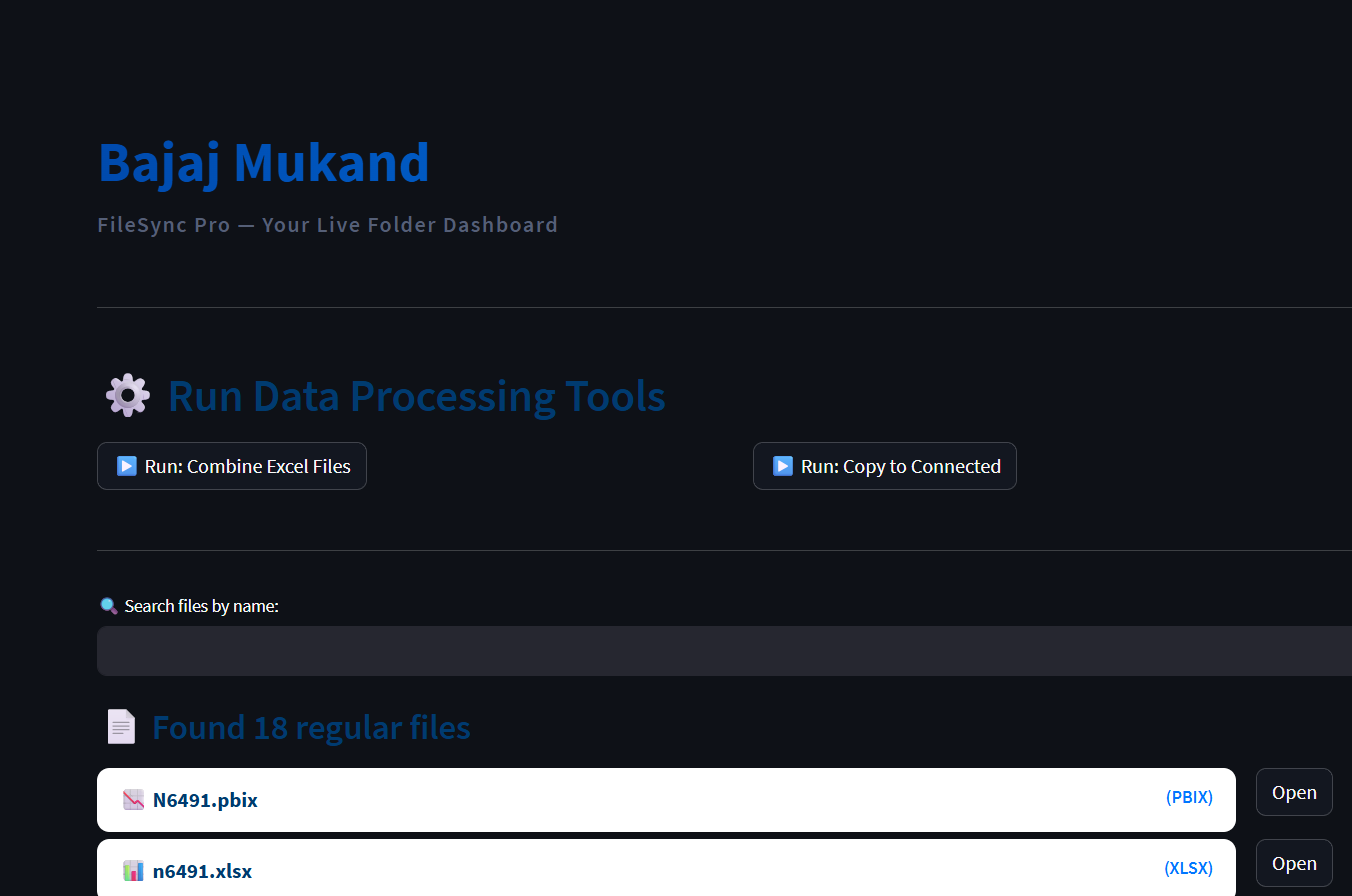 Bajaj Mukand
FileSync Pro — Your Live Folder Dashboard
Run Data Processing Tools
Run: Combine Excel Files
Run: Copy to Connected
Search files by name:
Found 18 regular files
N6491.pbix (PBIX) Open
n6491.xlsx (XLSX) Open